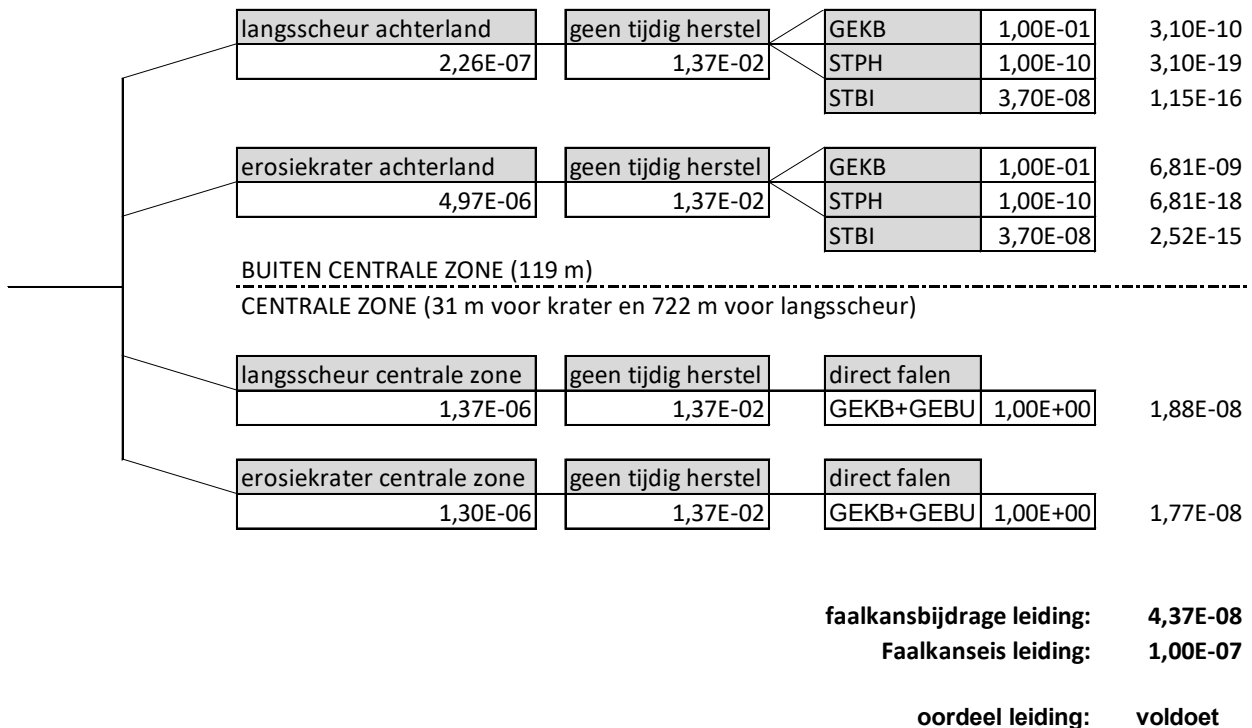 langsscheur achterland geen tijdig herstel GEKB 1,00E-01 3,10E-10
2,26E-07 1,37E-02 STPH 1,00E-10 3,10E-19
STBI 3,70E-08 1,15E-16
erosiekrater achterland geen tijdig herstel GEKB 1,00E-01 6,81E-09
4,97E-06 1,37E-02 STPH 1,00E-10 6,81E-18
STBI 3,70E-08 2,52E-15
BUITEN CENTRALE ZONE (119 m)
CENTRALE ZONE (31 m voor krater en 722 m voor langsscheur)
langsscheur centrale zone geen tijdig herstel direct falen
1,37E-06 1,37E-02 GEKB+GEBU 1,00E+00 1,88E-08
erosiekrater centrale zone geen tijdig herstel direct falen
1,30E-06 1,37E-02 GEKB+GEBU 1,00E+00 1,77E-08
faalkansbijdrage leiding: 4,37E-08
Faalkanseis leiding: 1,00E-07
oordeel leiding: voldoet